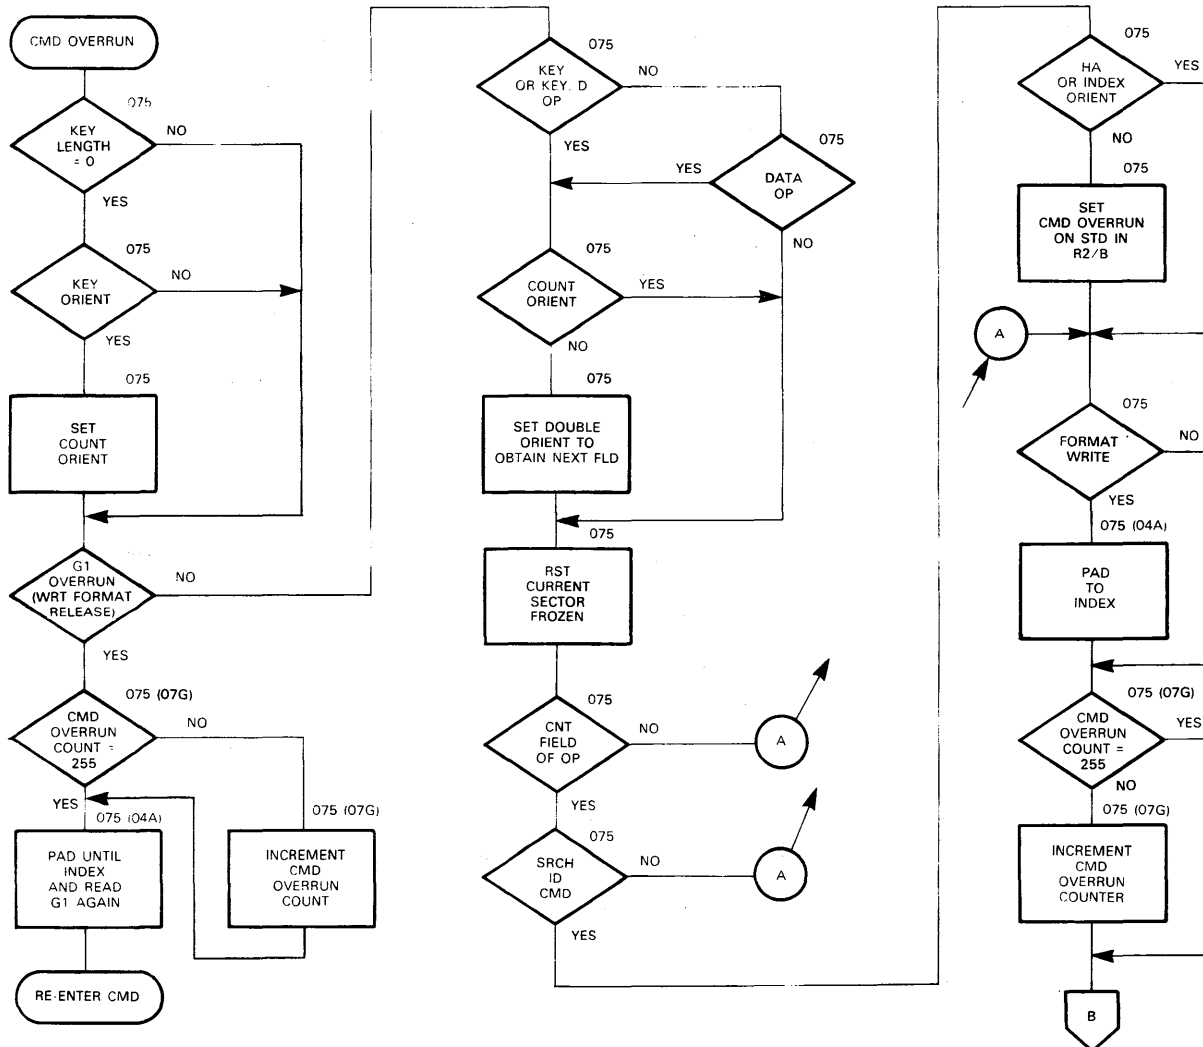 CMD OVERRUN
075
KEY
LENGTH
= 0
NO
YES
075
KEY
ORIENT
NO
YES
075
SET
COUNT
ORIENT
G1
OVERRUN
(WRT FORMAT
RELEASE)
NO
YES
075 (07G)
CMD
OVERRUN
COUNT =
255
NO
YES
075 (04A)
PAD UNTIL
INDEX
AND READ
G1 AGAIN
075 (07G)
INCREMENT
CMD
OVERRUN
COUNT
RE-ENTER CMD
075
KEY
OR KEY. D
OP
NO
YES
075
DATA
OP
YES
NO
075
COUNT
ORIENT
YES
NO
075
SET DOUBLE
ORIENT TO
OBTAIN NEXT FLD
075
RST
CURRENT
SECTOR
FROZEN
075
CNT
FIELD
OF OP
NO
A
YES
075
SRCH
ID
CMD
NO
A
YES
075
HA
OR INDEX
ORIENT
YES
NO
075
SET
CMD OVERRUN
ON STD IN
R2/B
A
075
FORMAT
WRITE
NO
YES
075 (04A)
PAD
TO
INDEX
075 (07G)
CMD
OVERRUN
COUNT =
255
YES
NO
075 (07G)
INCREMENT
CMD
OVERRUN
COUNTER
B